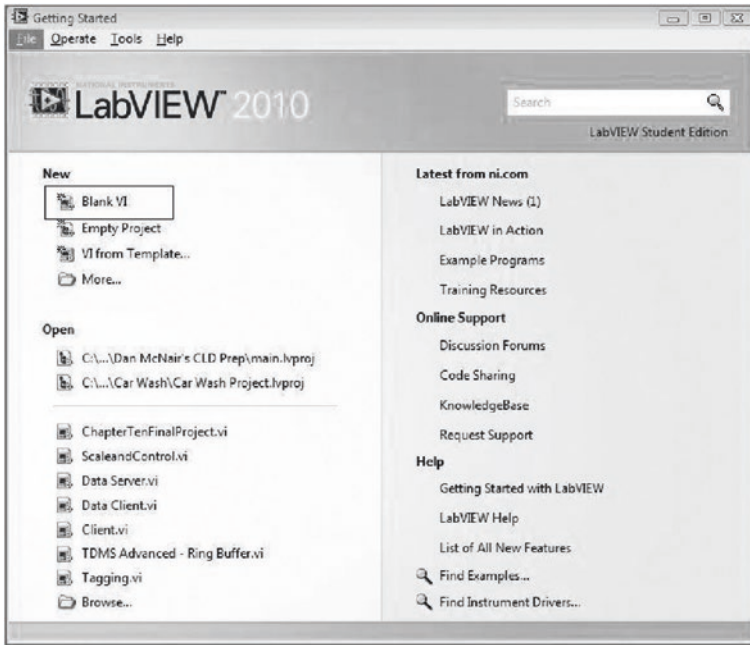 Getting Started
File Operate Tools Help
NATIONAL INSTRUMENTS
LabVIEW™ 2010
Search
LabVIEW Student Edition
New
Blank VI
Empty Project
VI from Template...
More...
Open
C:\...\Dan McNair's CLD Prep\main.lvproj
C:\...\Car Wash\Car Wash Project.lvproj
ChapterTenFinalProject.vi
ScaleandControl.vi
Data Server.vi
Data Client.vi
Client.vi
TDMS Advanced - Ring Buffer.vi
Tagging.vi
Browse...
Latest from ni.com
LabVIEW News (1)
LabVIEW in Action
Example Programs
Training Resources
Online Support
Discussion Forums
Code Sharing
KnowledgeBase
Request Support
Help
Getting Started with LabVIEW
LabVIEW Help
List of All New Features
Find Examples...
Find Instrument Drivers...